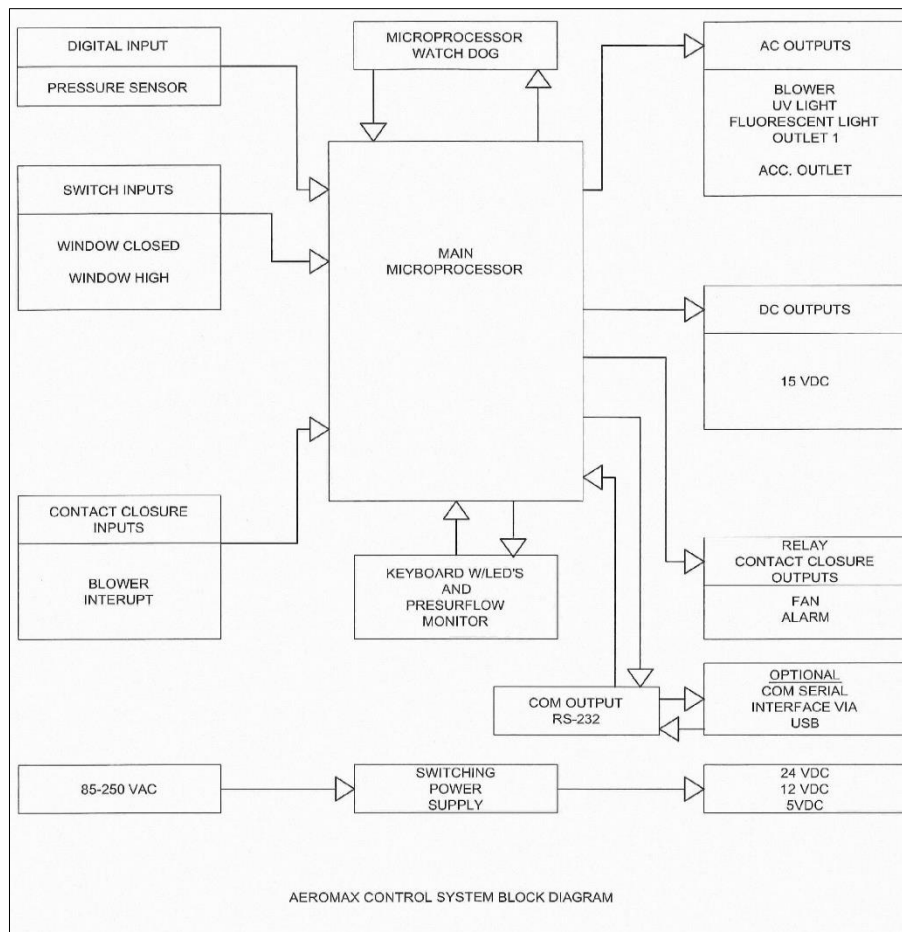 DIGITAL INPUT
PRESSURE SENSOR
MICROPROCESSOR
WATCH DOG
AC OUTPUTS
BLOWER
UV LIGHT
FLUORESCENT LIGHT
OUTLET 1
ACC. OUTLET
SWITCH INPUTS
WINDOW CLOSED
WINDOW HIGH
MAIN
MICROPROCESSOR
DC OUTPUTS
15 VDC
CONTACT CLOSURE
INPUTS
BLOWER
INTERUPT
KEYBOARD W/LED'S
AND
PRESURFLOW
MONITOR
RELAY
CONTACT CLOSURE
OUTPUTS
FAN
ALARM
COM OUTPUT
RS-232
OPTIONAL
COM SERIAL
INTERFACE VIA
USB
85-250 VAC
SWITCHING
POWER
SUPPLY
24 VDC
12 VDC
5VDC
AEROMAX CONTROL SYSTEM BLOCK DIAGRAM